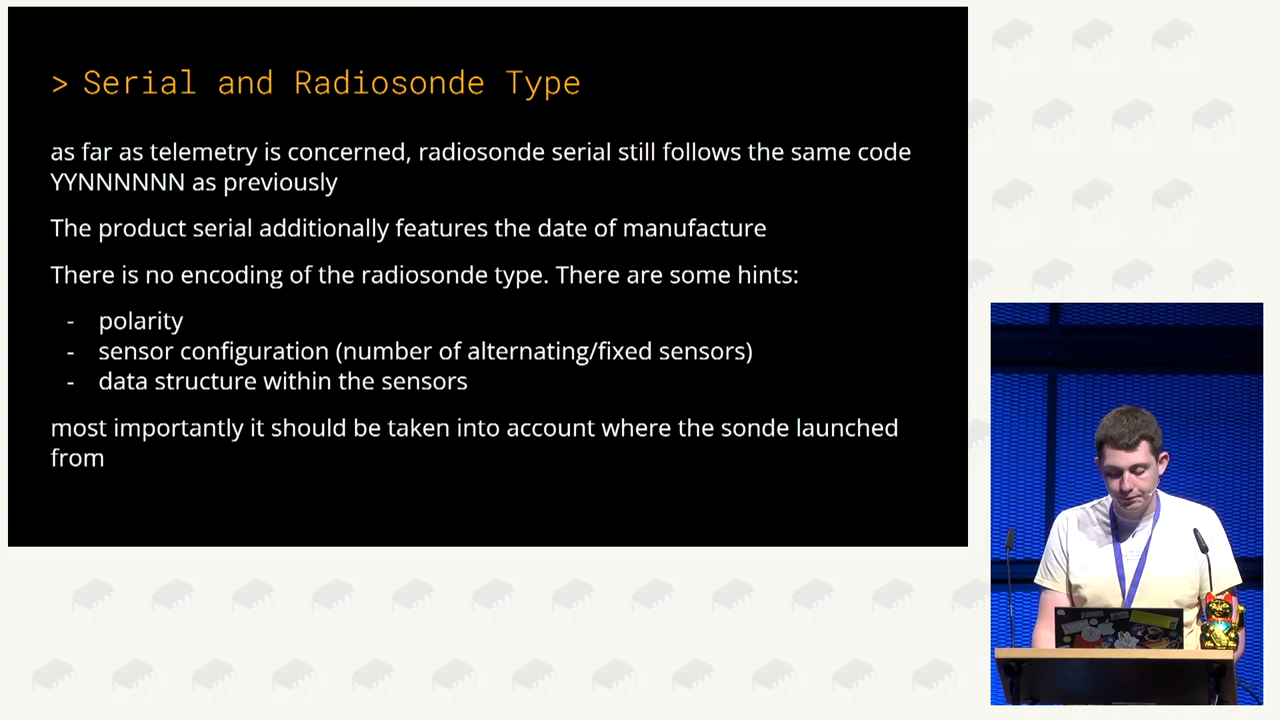 > Serial and Radiosonde Type
as far as telemetry is concerned, radiosonde serial still follows the same code
YYNNNNNN as previously
The product serial additionally features the date of manufacture
There is no encoding of the radiosonde type. There are some hints:
- polarity
- sensor configuration (number of alternating/fixed sensors)
- data structure within the sensors
most importantly it should be taken into account where the sonde launched
from